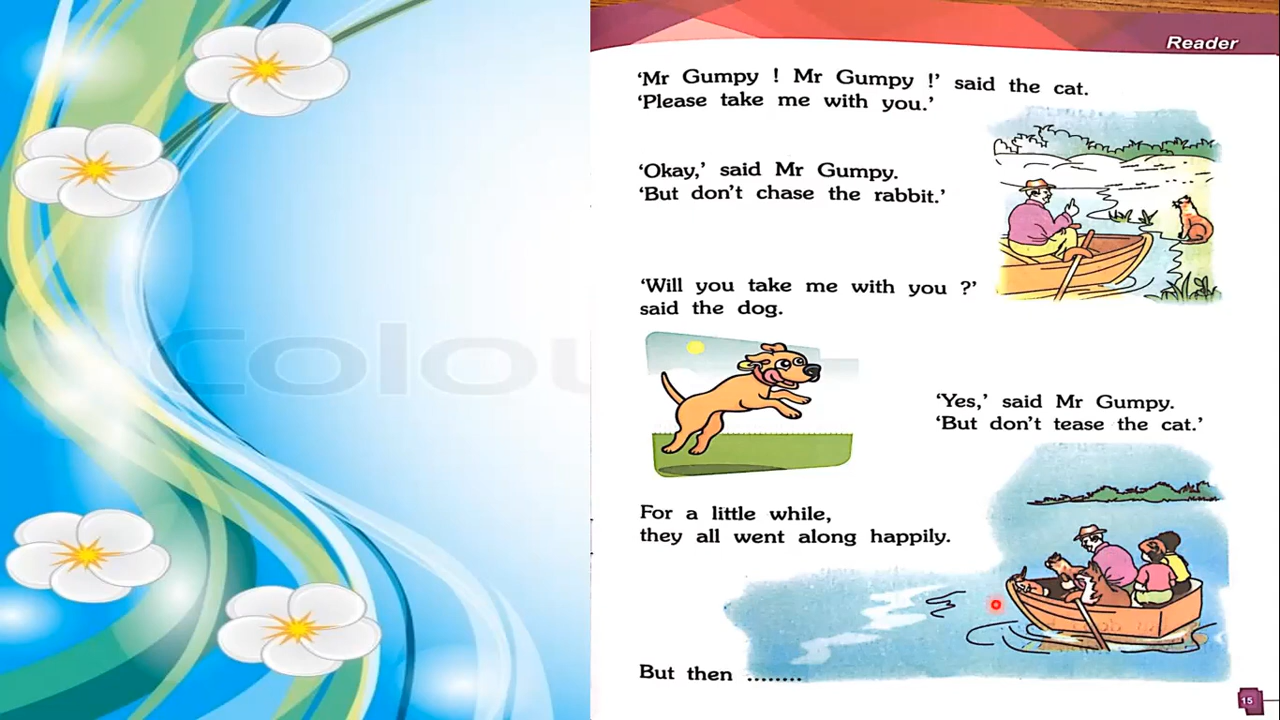 Reader
‘Mr Gumpy ! Mr Gumpy !’ said the cat.
‘Please take me with you.’
‘Okay,’ said Mr Gumpy.
‘But don’t chase the rabbit.’
‘Will you take me with you ?’
said the dog.
‘Yes,’ said Mr Gumpy.
‘But don’t tease the cat.’
For a little while,
they all went along happily.
But then ........
15
colou